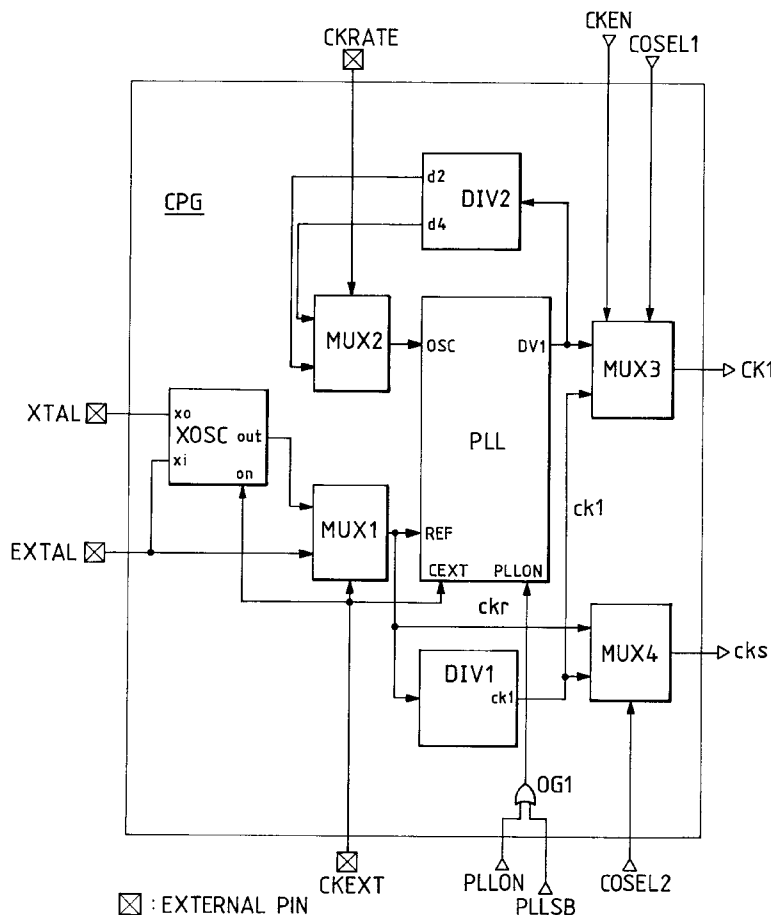 CKEN
CKRATE
COSEL1
CPG
d2
DIV2
d4
MUX2
OSC
DV1
MUX3
CK1
XTAL
xo
XOSC
out
xi
on
PLL
ck1
EXTAL
MUX1
REF
CEXT
PLLON
ckr
MUX4
cks
DIV1
ck1
OG1
CKEXT
PLLON
PLLSB
COSEL2
: EXTERNAL PIN